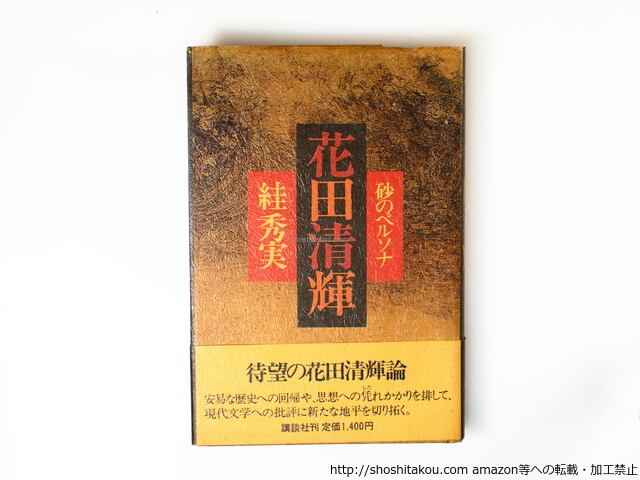 花田清輝
砂のペルソナ
絓秀実
shoshitakou.com
待望の花田清輝論
安易な歴史への回帰や、思想への凭れかかりを排して、
現代文学への批評に新たな地平を切り拓く。
講談社刊 定価1,400円
http://shoshitakou.com amazon等への転載・加工禁止